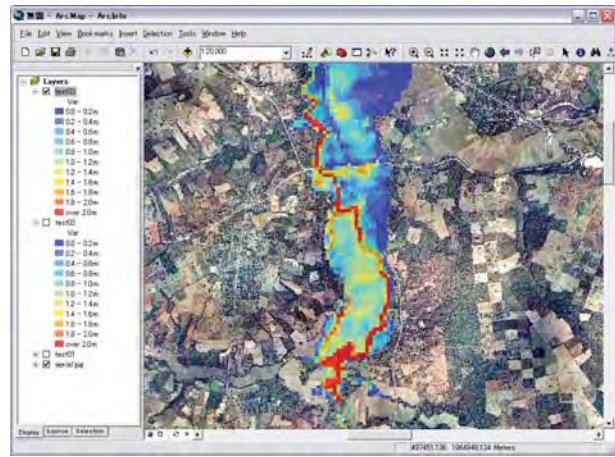 無題 - ArcMap - ArcInfo
File Edit View Bookmarks Insert Selection Tools Window Help
1:20,000
Layers
test03
Var
0.0 - 0.2m
0.2 - 0.4m
0.4 - 0.6m
0.6 - 0.8m
0.8 - 1.0m
1.0 - 1.2m
1.2 - 1.4m
1.4 - 1.6m
1.6 - 1.8m
1.8 - 2.0m
over 2.0m
test02
Var
0.0 - 0.2m
0.2 - 0.4m
0.4 - 0.6m
0.6 - 0.8m
0.8 - 1.0m
1.0 - 1.2m
1.2 - 1.4m
1.4 - 1.6m
1.6 - 1.8m
1.8 - 2.0m
over 2.0m
test01
Display Source Selection
Meters